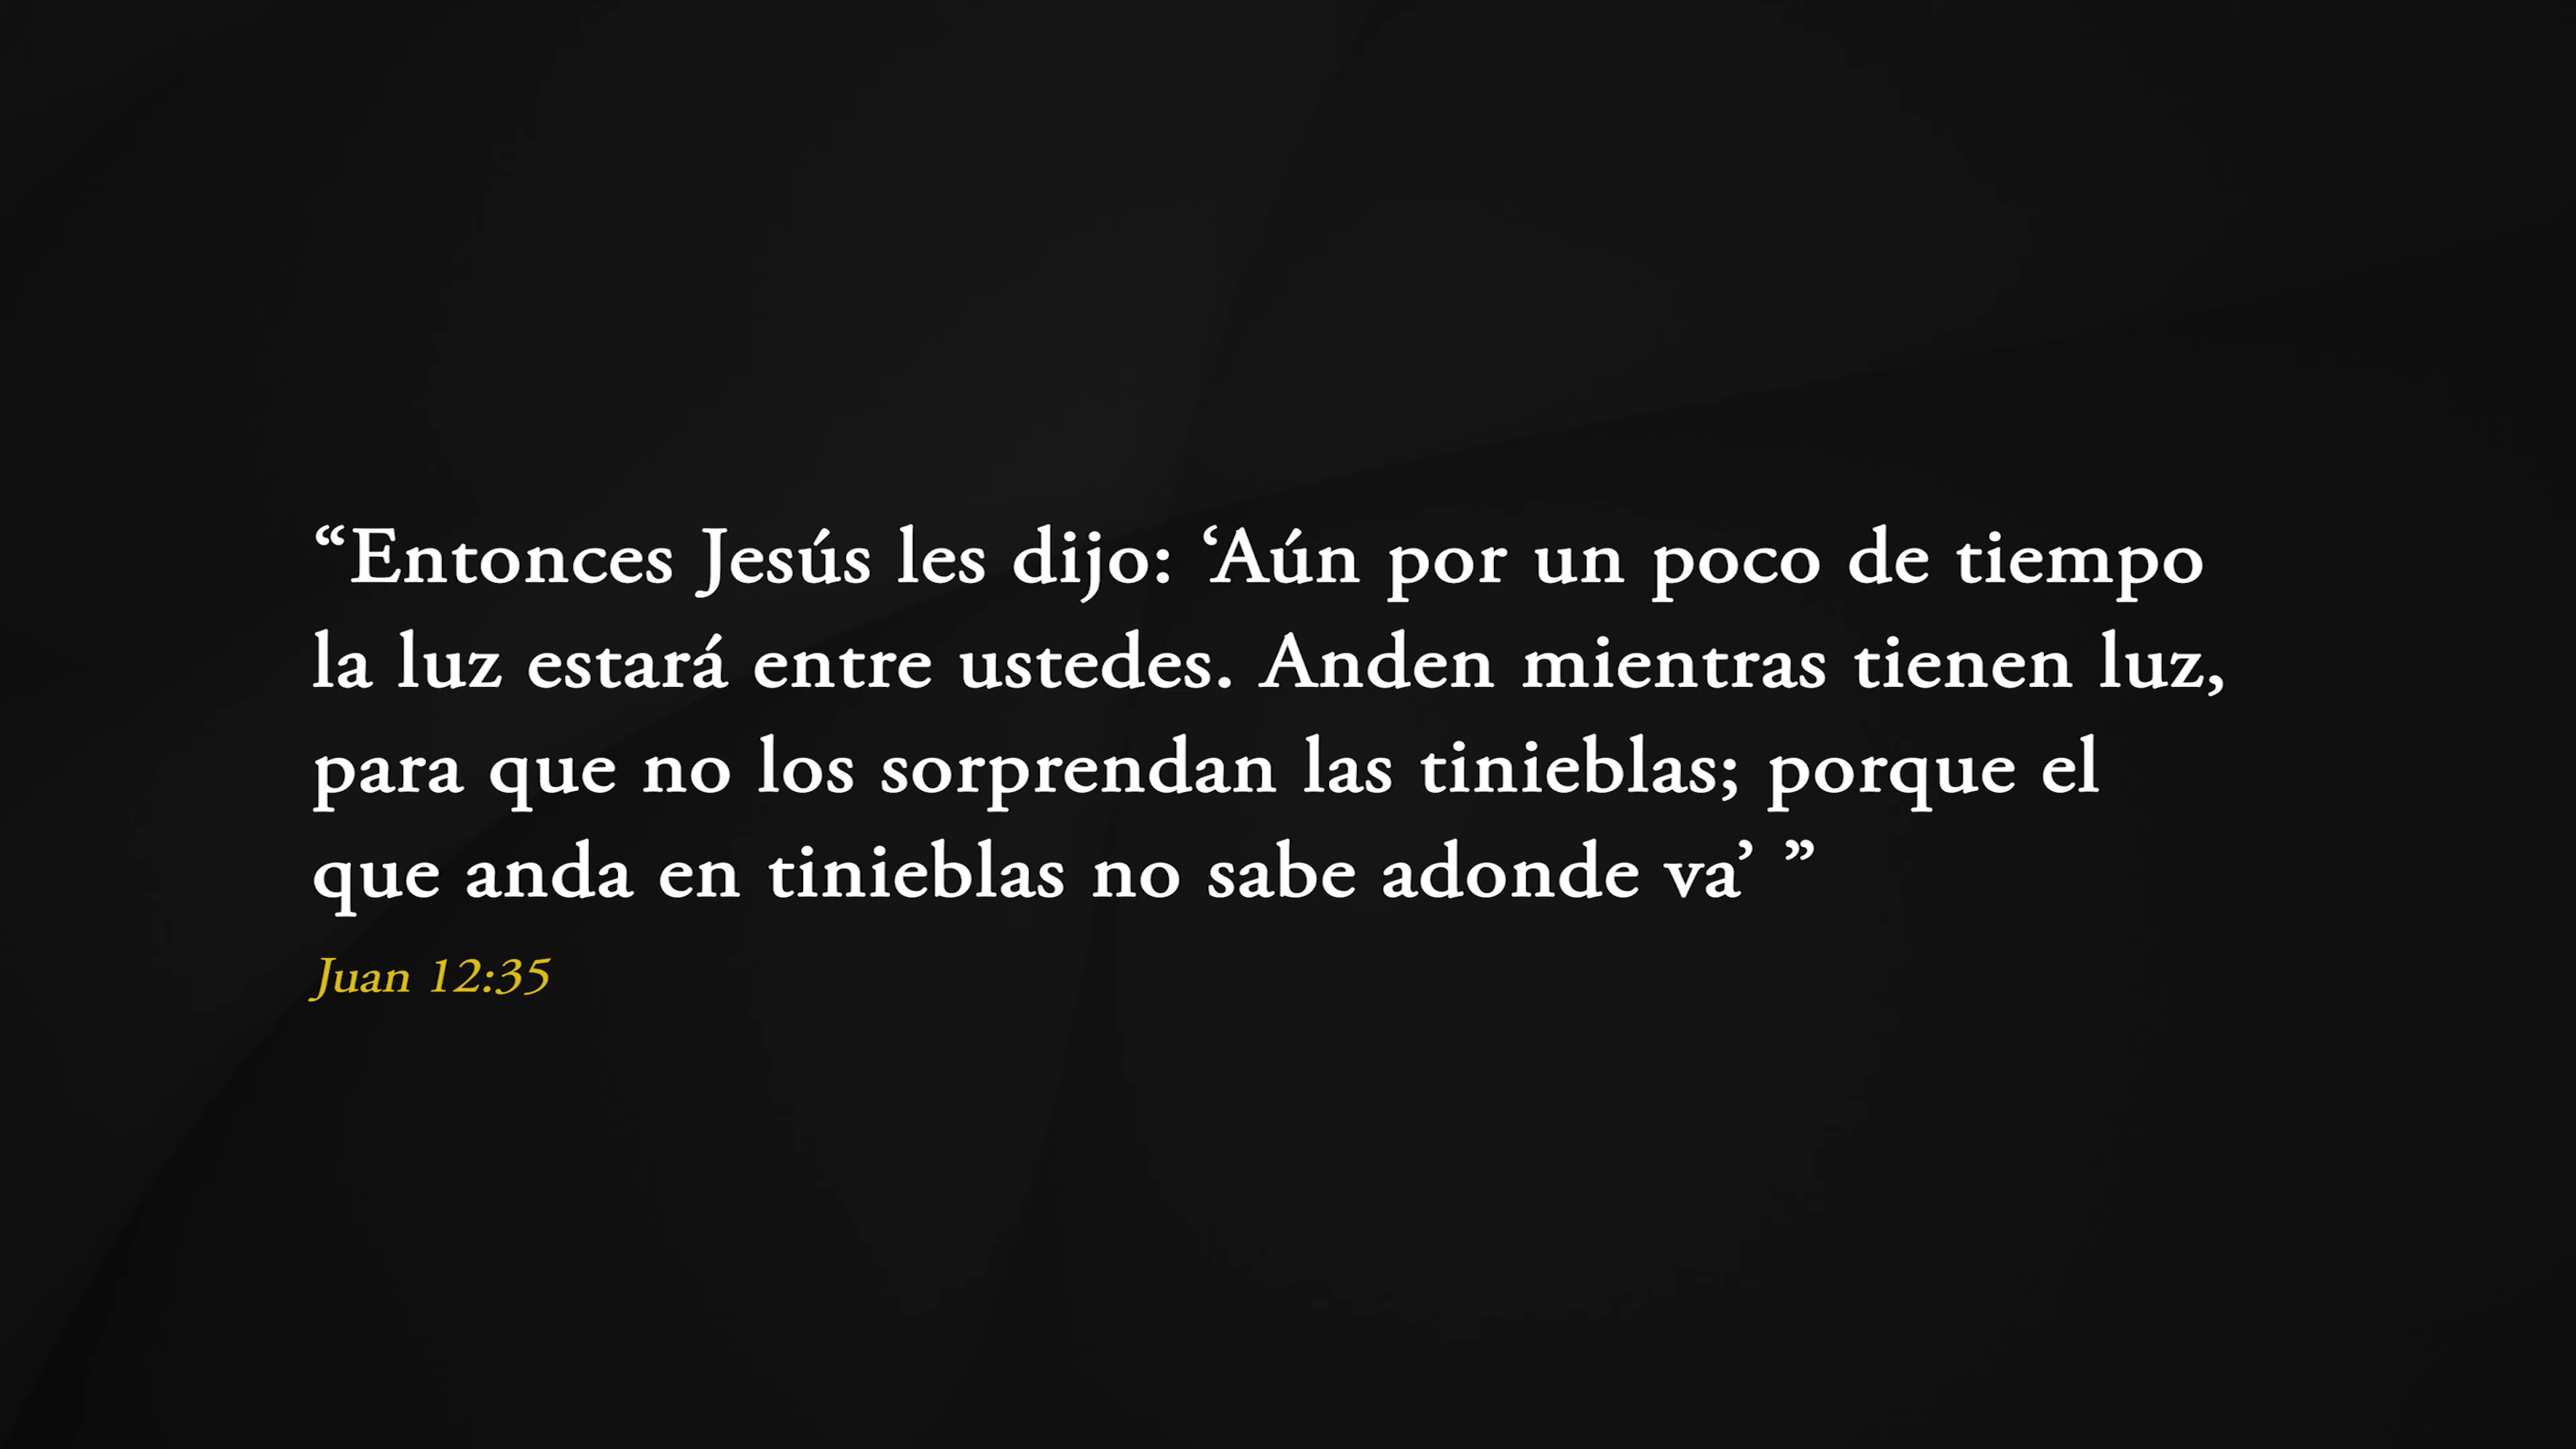 “Entonces Jesús les dijo: ‘Aún por un poco de tiempo
la luz estará entre ustedes. Anden mientras tienen luz,
para que no los sorprendan las tinieblas; porque el
que anda en tinieblas no sabe adonde va’ ”
Juan 12:35